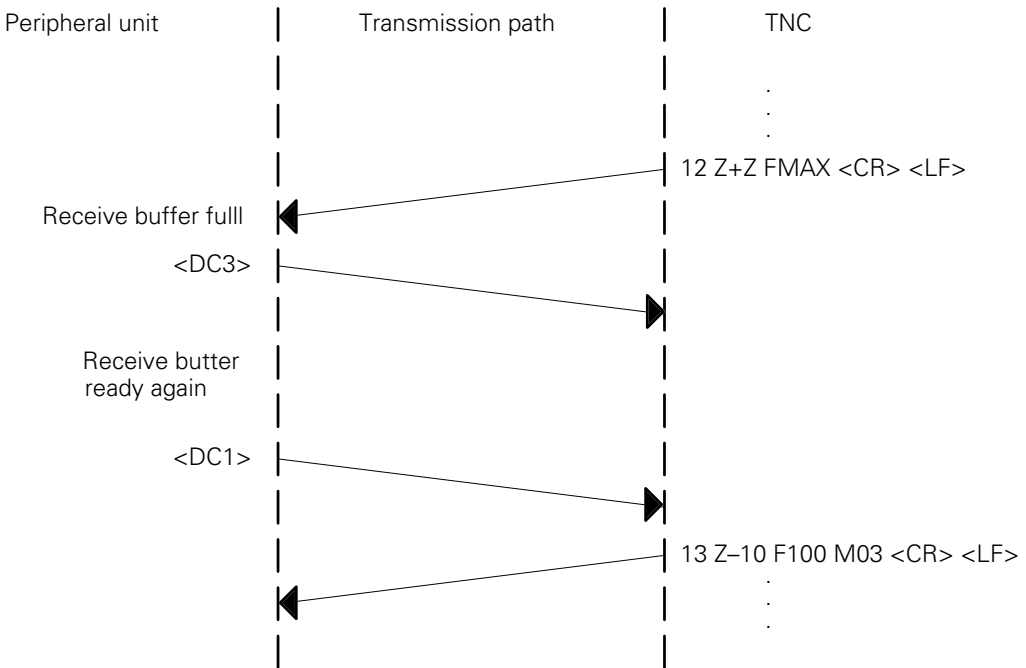 Peripheral unit
Transmission path
TNC
.
.
.
12 Z+Z FMAX <CR> <LF>
Receive buffer fulll
<DC3>
Receive butter
ready again
<DC1>
13 Z–10 F100 M03 <CR> <LF>
.
.
.